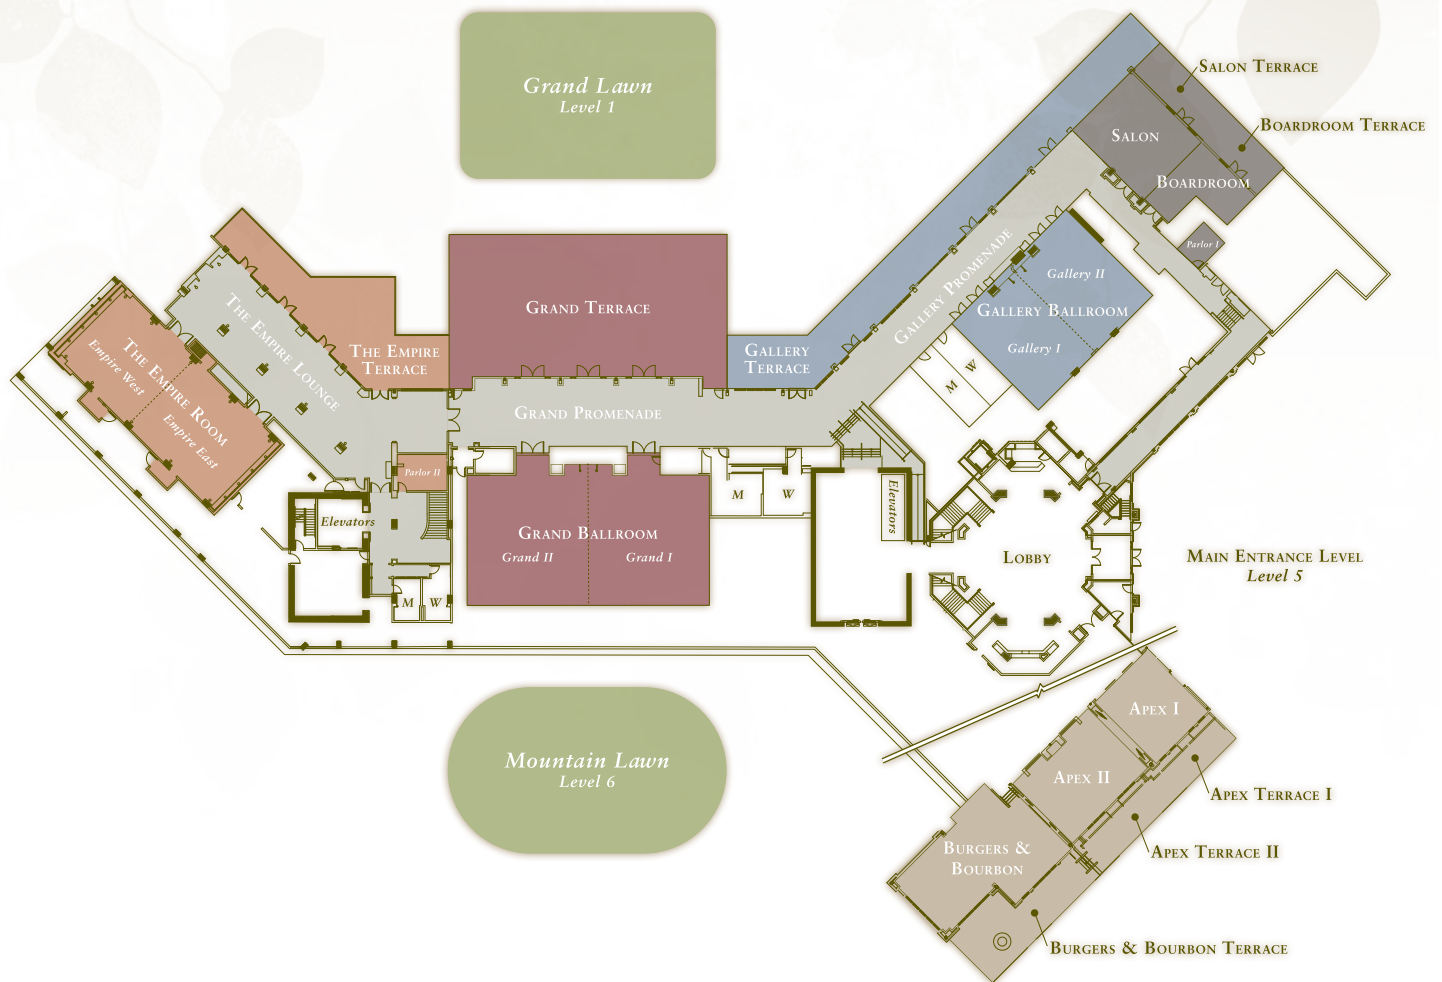 Grand Lawn
Level 1
Salon Terrace
Boardroom Terrace
Salon
Boardroom
Parlor I
Gallery Promenade
Gallery II
Gallery Ballroom
Gallery I
M
W
Grand Terrace
Gallery
Terrace
The Empire
Terrace
The Empire Lounge
The Empire Room
Empire West
Empire East
Grand Promenade
Parlor II
Elevators
M
W
Grand Ballroom
Grand II
Grand I
M
W
Elevators
Lobby
Main Entrance Level
Level 5
Mountain Lawn
Level 6
Apex I
Apex II
Apex Terrace I
Apex Terrace II
Burgers &
Bourbon
Burgers & Bourbon Terrace